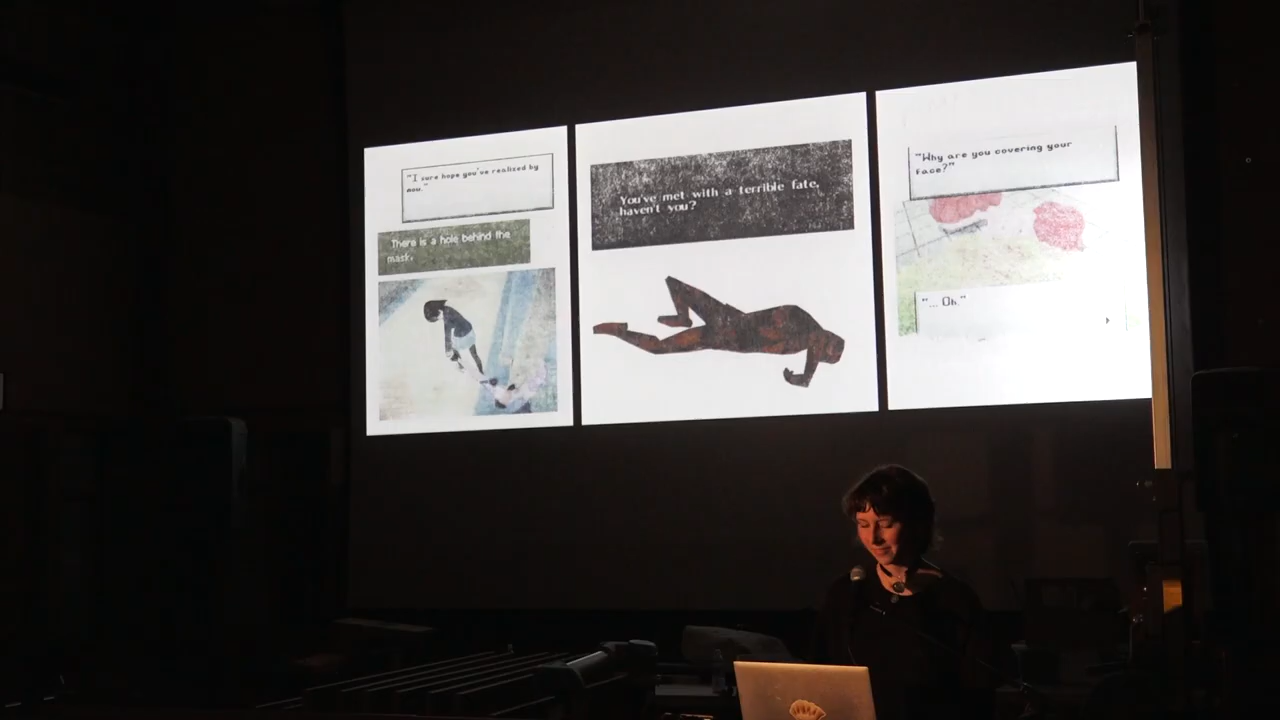 "I sure hope you've realized by
now."
There is a hole behind the
mask.
You've met with a terrible fate,
haven't you?
"Why are you covering your
face?"
"... Oh."